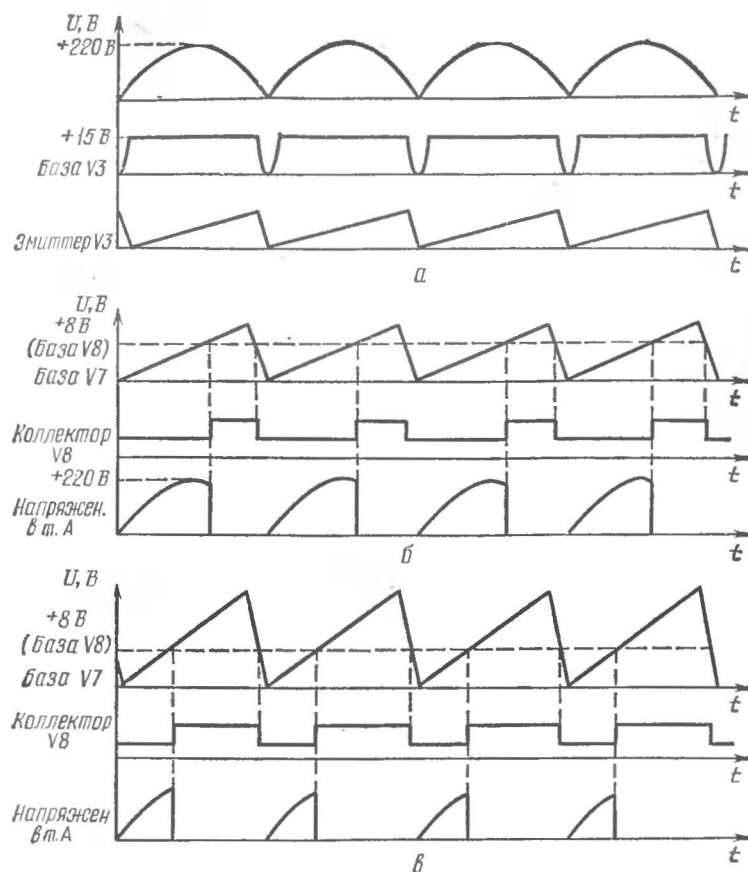 U, В
+220 В
t
+15 В
База V3
t
Эмиттер V3
t
а
U, В
+8 В
(База V8)
База V7
t
Коллектор
V8
t
+220 В
Напряжен.
в т. А
t
б
U, В
+8 В
(База V8)
База V7
t
Коллектор
V8
t
Напряжен
в т. А
t
в